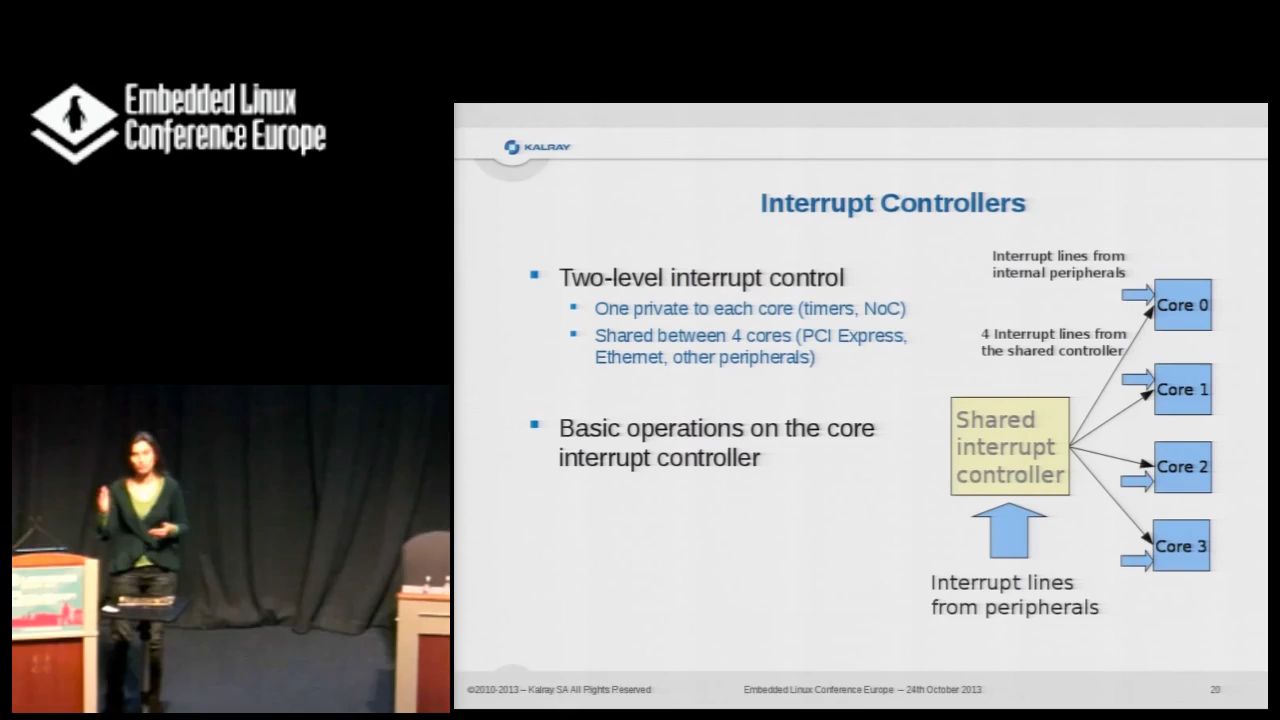 Embedded Linux
Conference Europe
KALRAY
Interrupt Controllers
Two-level interrupt control
One private to each core (timers, NoC)
Shared between 4 cores (PCI Express,
Ethernet, other peripherals)
Basic operations on the core
interrupt controller
Interrupt lines from
internal peripherals
4 Interrupt lines from
the shared controller
Core 0
Core 1
Core 2
Core 3
Shared
interrupt
controller
Interrupt lines
from peripherals
©2010-2013 – Kalray SA All Rights Reserved
Embedded Linux Conference Europe – 24th October 2013
20